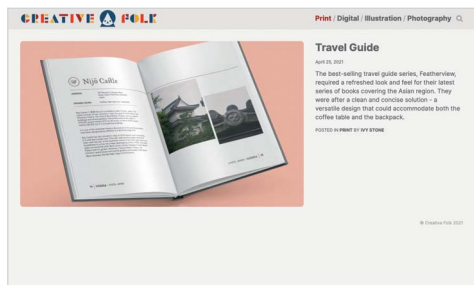 CREATIVE FOLK
Print / Digital / Illustration / Photography
Nijō Castle
Travel Guide
April 25, 2021
The best-selling travel guide series, Featherview,
required a refreshed look and feel for their latest
series of books covering the Asian region. They
were after a clean and concise solution - a
versatile design that could accommodate both the
coffee table and the backpack.
POSTED IN PRINT BY IVY STONE
© Creative Folk 2021